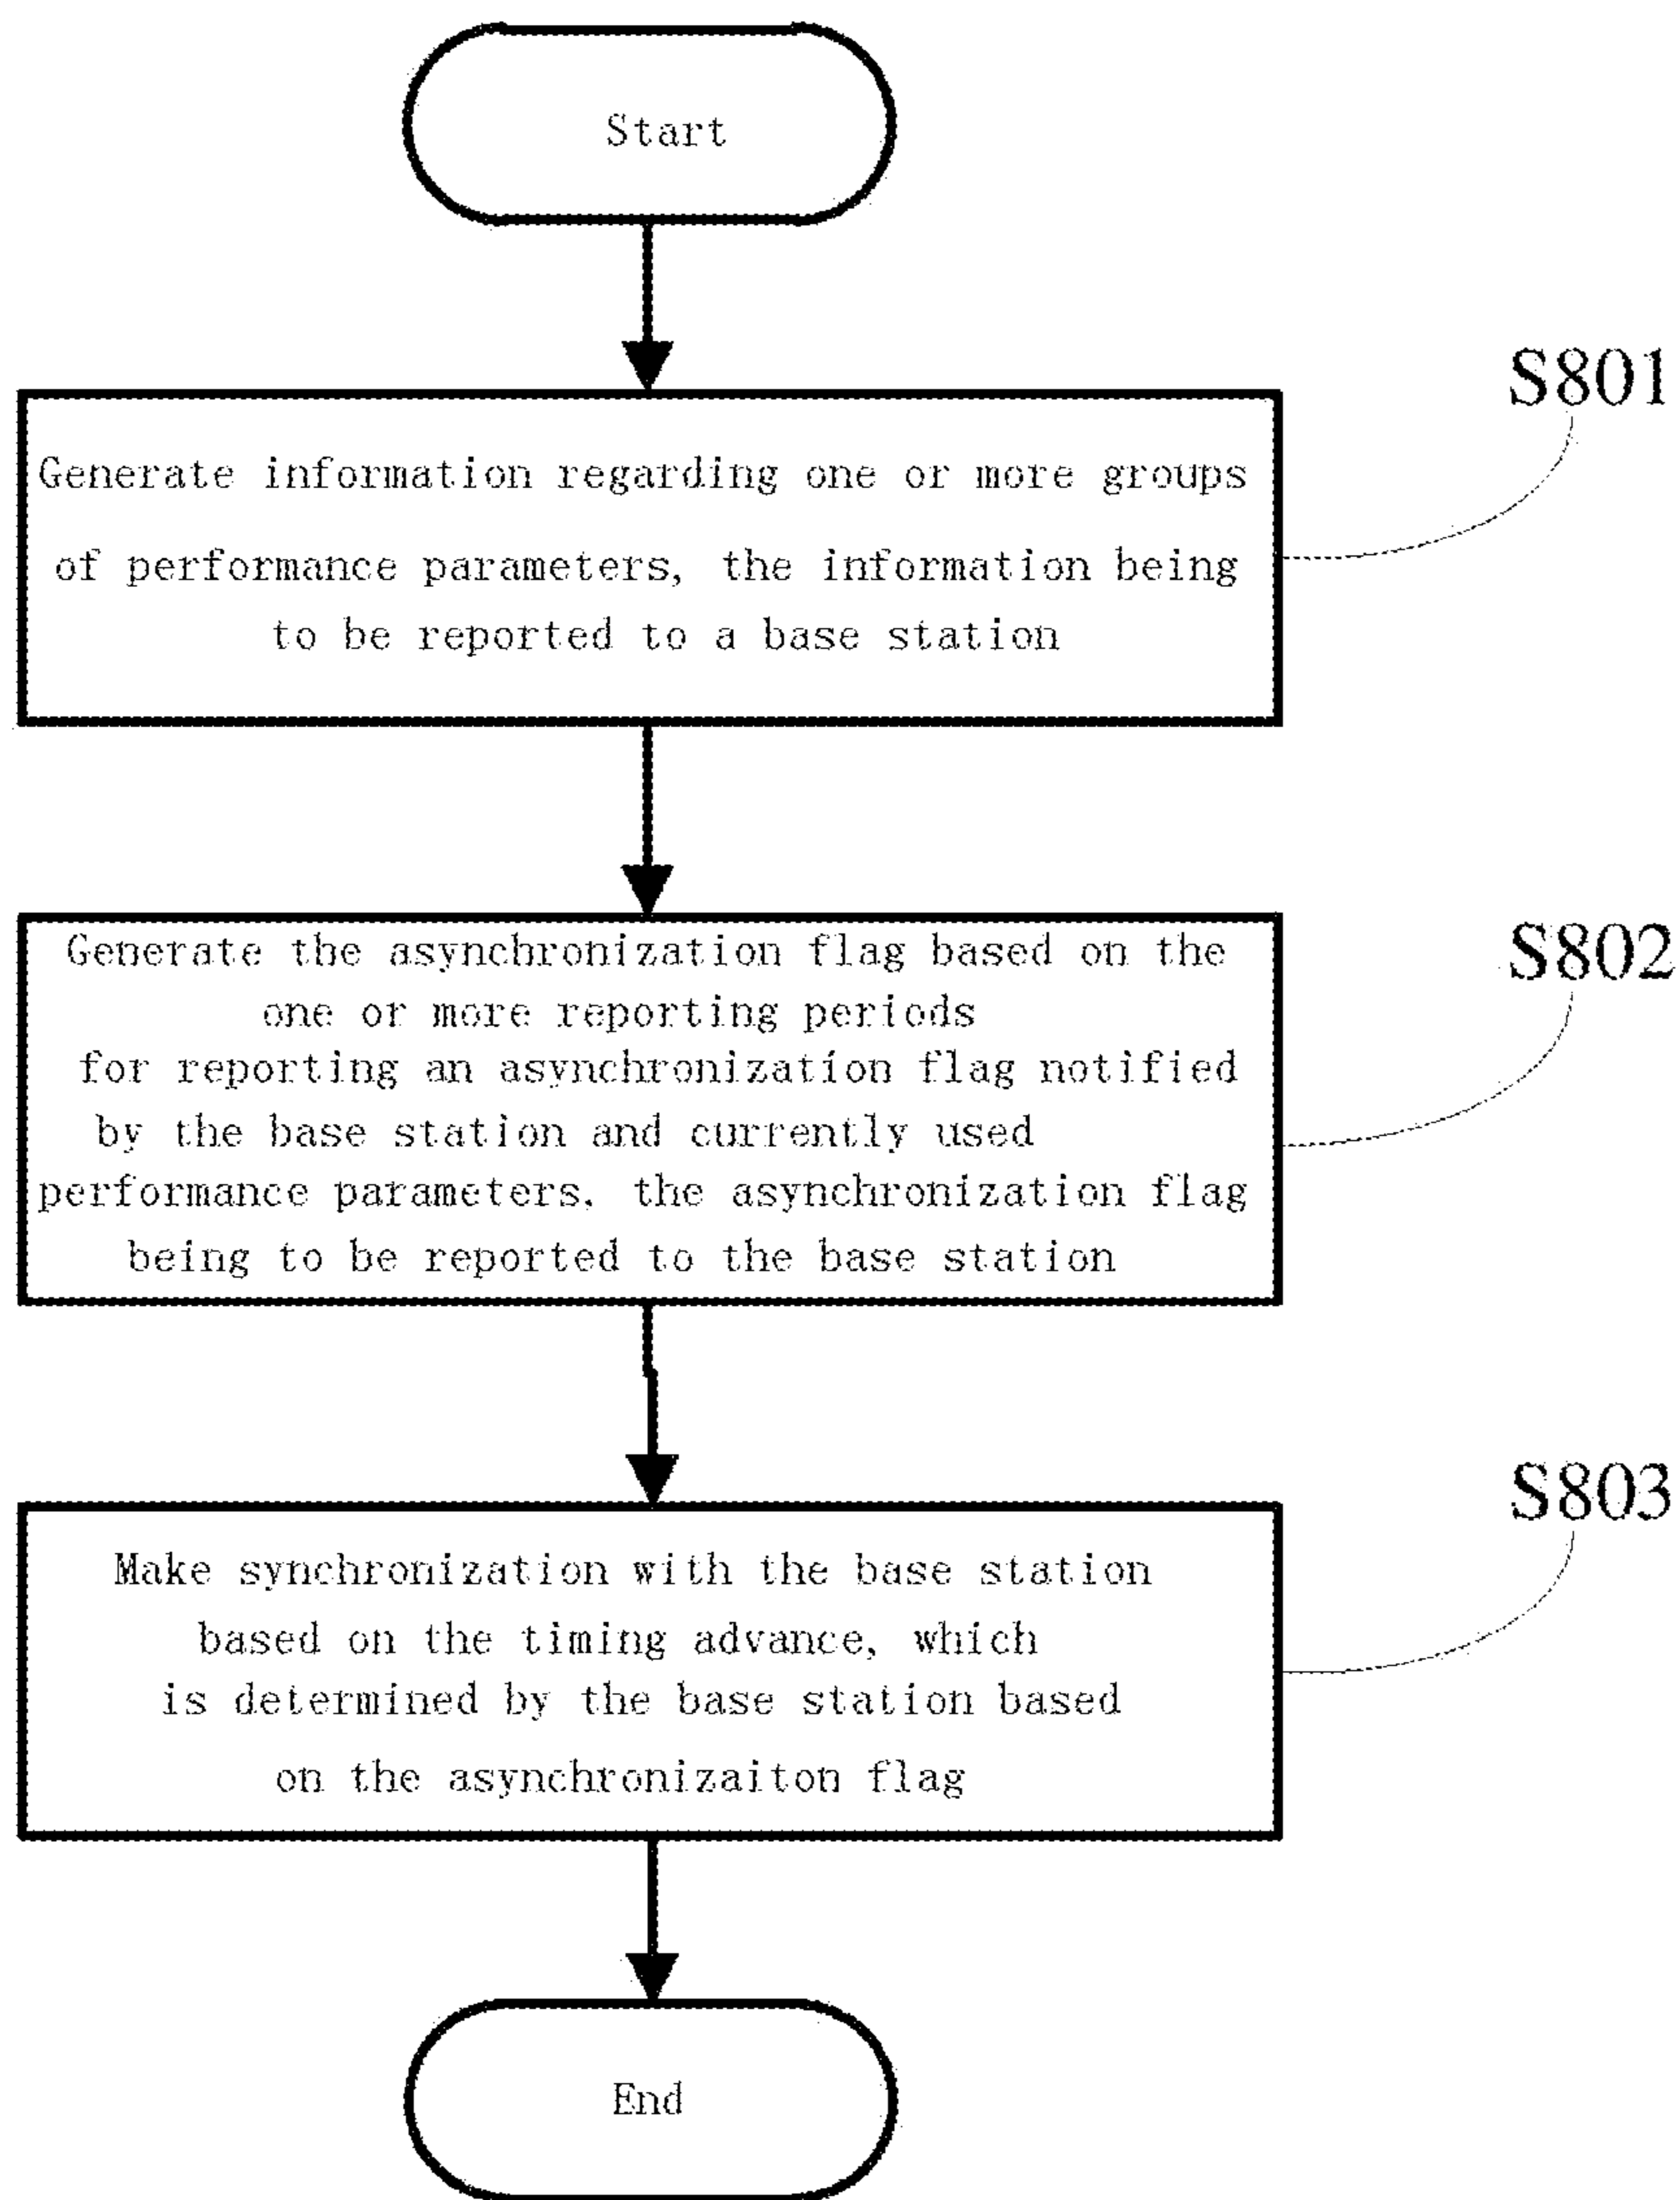 Start
S801
Generate information regarding one or more groups
of performance parameters, the information being
to be reported to a base station
S802
Generate the asynchronization flag based on the
one or more reporting periods
for reporting an asynchronization flag notified
by the base station and currently used
performance parameters, the asynchronization flag
being to be reported to the base station
S803
Make synchronization with the base station
based on the timing advance, which
is determined by the base station based
on the asynchronizaiton flag
End